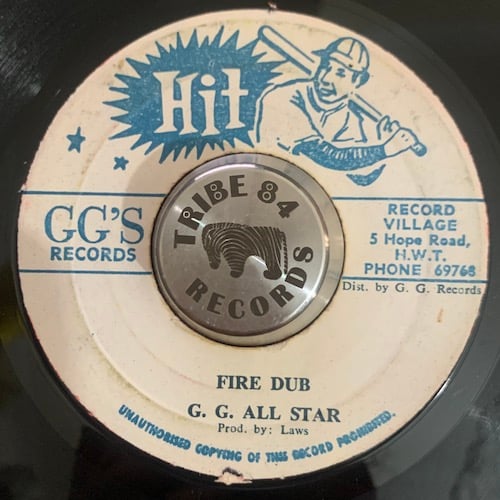 Hit
GG'S
RECORDS
TRIBE 84
RECORDS
RECORD
VILLAGE
5 Hope Road,
H.W.T.
PHONE 69768
Dist. by G. G. Records
FIRE DUB
G. G. ALL STAR
Prod. by: Laws
UNAUTHORISED COPYING OF THIS RECORD PROHIBITED.